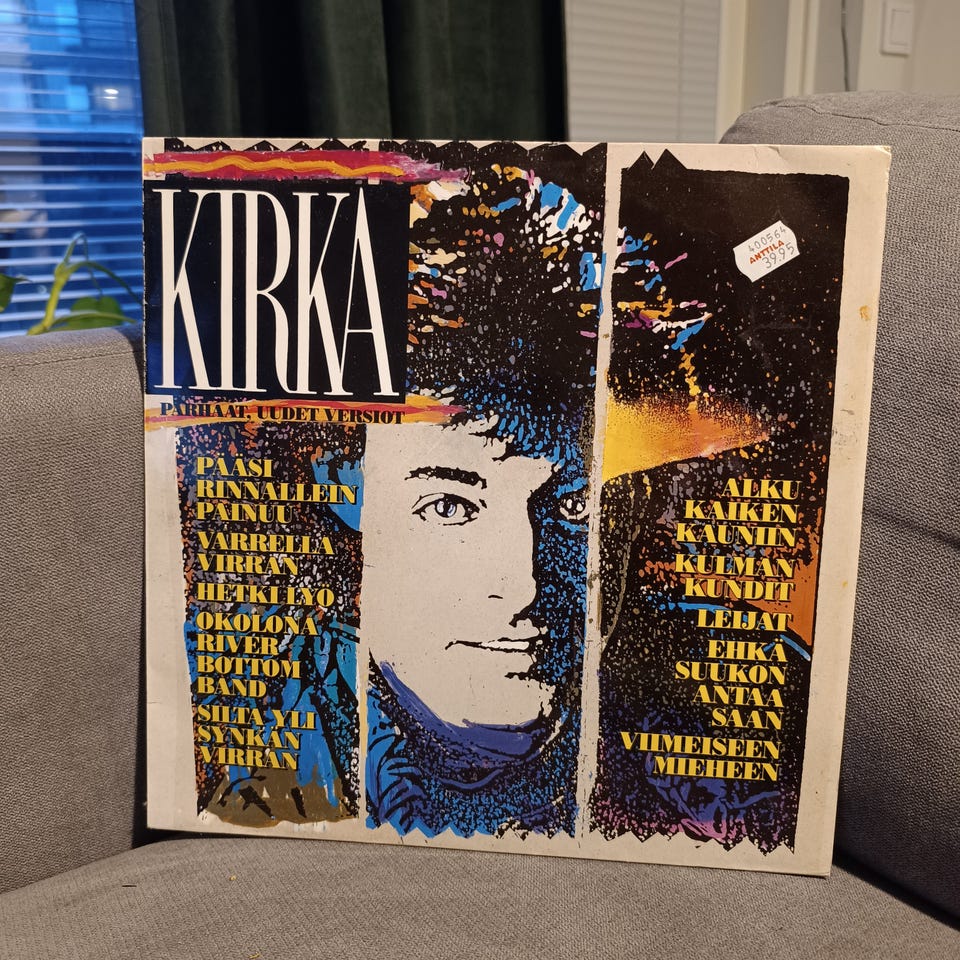 KIRKA
PARHAAT, UUDET VERSIOT
PÄÄSI
RINNALLEIN
PAINUU
VARRELLA
VIRRAN
HETKI LYÖ
OKOLONA
RIVER
BOTTOM
BAND
SILTA YLI
SYNKÄN
VIRRAN
400564
ANTTILA
39.95
ALKU
KAIKEN
KAUNIIN
KULMAN
KUNDIT
LEIJAT
EHKÄ
SUUKON
ANTAA
SAAN
VIIMEISEEN
MIEHEEN